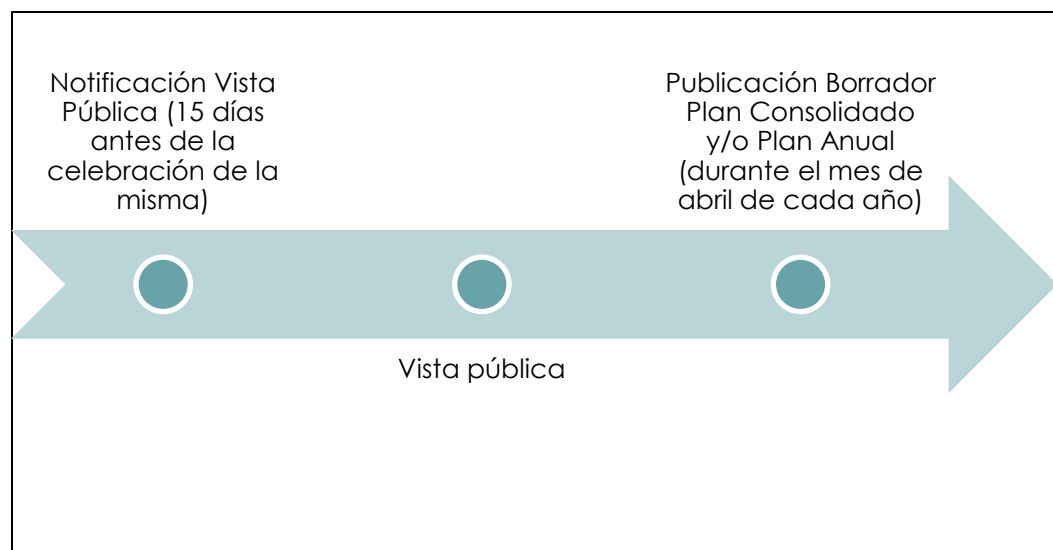 Notificación Vista
Pública (15 días
antes de la
celebración de la
misma)
Vista pública
Publicación Borrador
Plan Consolidado
y/o Plan Anual
(durante el mes de
abril de cada año)